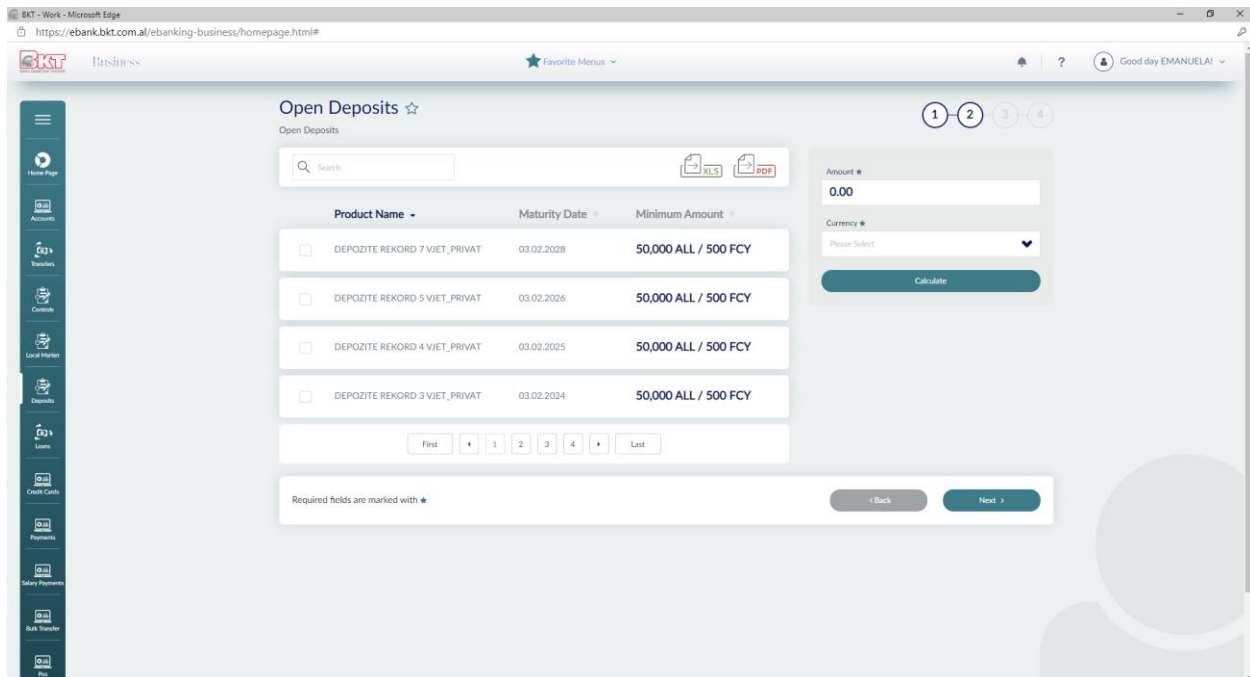 BKT - Work - Microsoft Edge
https://ebank.bkt.com.al/ebanking-business/homepage.html#
BKT
Business
Favorite Menus
?
Good day EMANUELA!
Open Deposits
Open Deposits
1
2
3
4
Home Page
Accounts
Transfers
Controls
Local Market
Deposits
Loans
Credit Cards
Payments
Salary Payments
Bulk Transfer
Pos
Search
XLS
PDF
Product Name Maturity Date Minimum Amount
DEPOZITE REKORD 7 VJET_PRIVAT 03.02.2028 50,000 ALL / 500 FCY
DEPOZITE REKORD 5 VJET_PRIVAT 03.02.2026 50,000 ALL / 500 FCY
DEPOZITE REKORD 4 VJET_PRIVAT 03.02.2025 50,000 ALL / 500 FCY
DEPOZITE REKORD 3 VJET_PRIVAT 03.02.2024 50,000 ALL / 500 FCY
First 1 2 3 4 Last
Amount
0.00
Currency
Please Select
Calculate
Required fields are marked with
‹ Back
Next ›